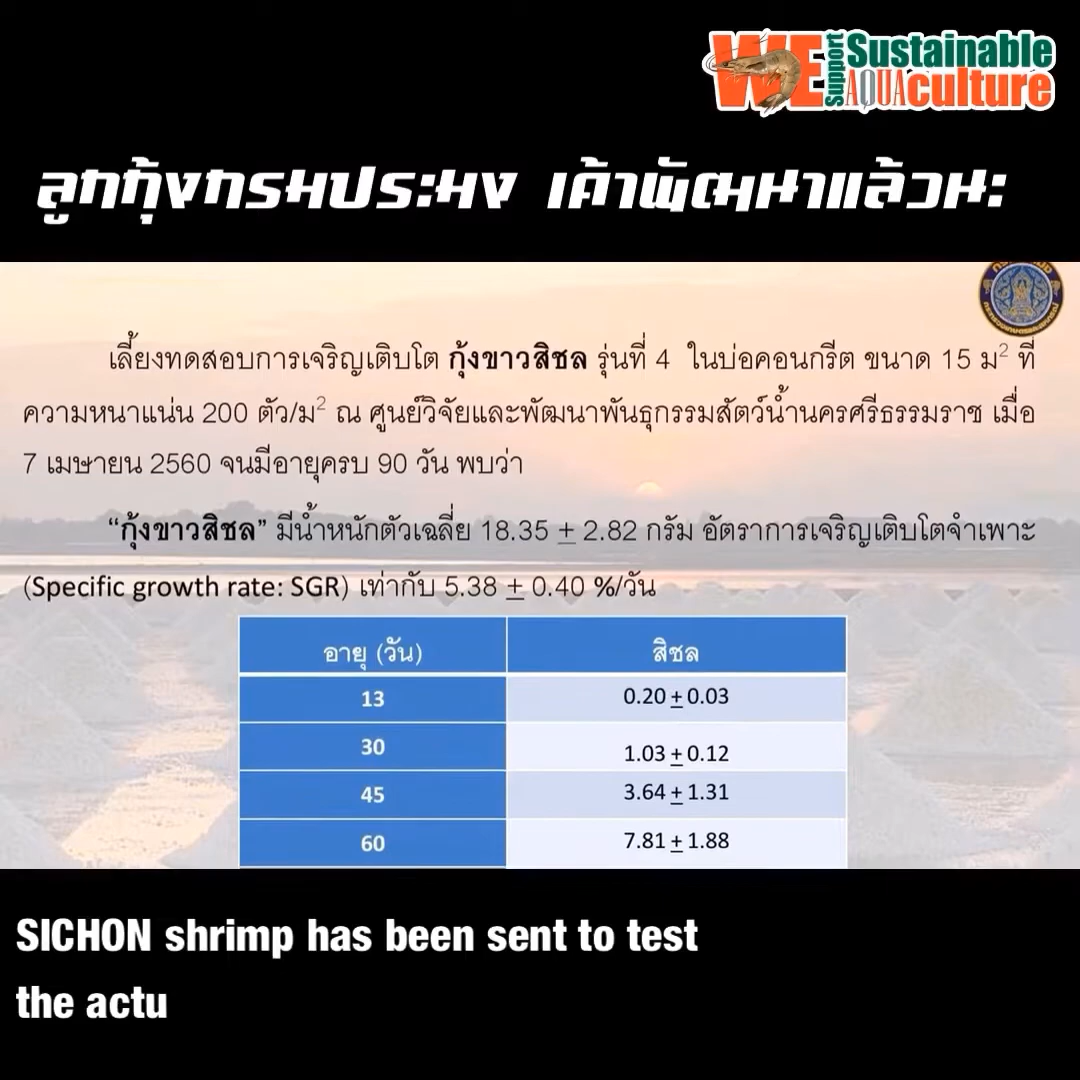 WE Support Sustainable AQUAculture
ลูกกุ้งกรมประมง เค้าพัฒนาแล้วนะ
เลี้ยงทดสอบการเจริญเติบโต กุ้งขาวสิชล รุ่นที่ 4 ในบ่อคอนกรีต ขนาด 15 ม² ที่
ความหนาแน่น 200 ตัว/ม² ณ ศูนย์วิจัยและพัฒนาพันธุกรรมสัตว์น้ำนครศรีธรรมราช เมื่อ
7 เมษายน 2560 จนมีอายุครบ 90 วัน พบว่า
“กุ้งขาวสิชล” มีน้ำหนักตัวเฉลี่ย 18.35 ± 2.82 กรัม อัตราการเจริญเติบโตจำเพาะ
(Specific growth rate: SGR) เท่ากับ 5.38 ± 0.40 %/วัน
อายุ (วัน) สิชล
13 0.20 ± 0.03
30 1.03 ± 0.12
45 3.64 ± 1.31
60 7.81 ± 1.88
SICHON shrimp has been sent to test
the actu